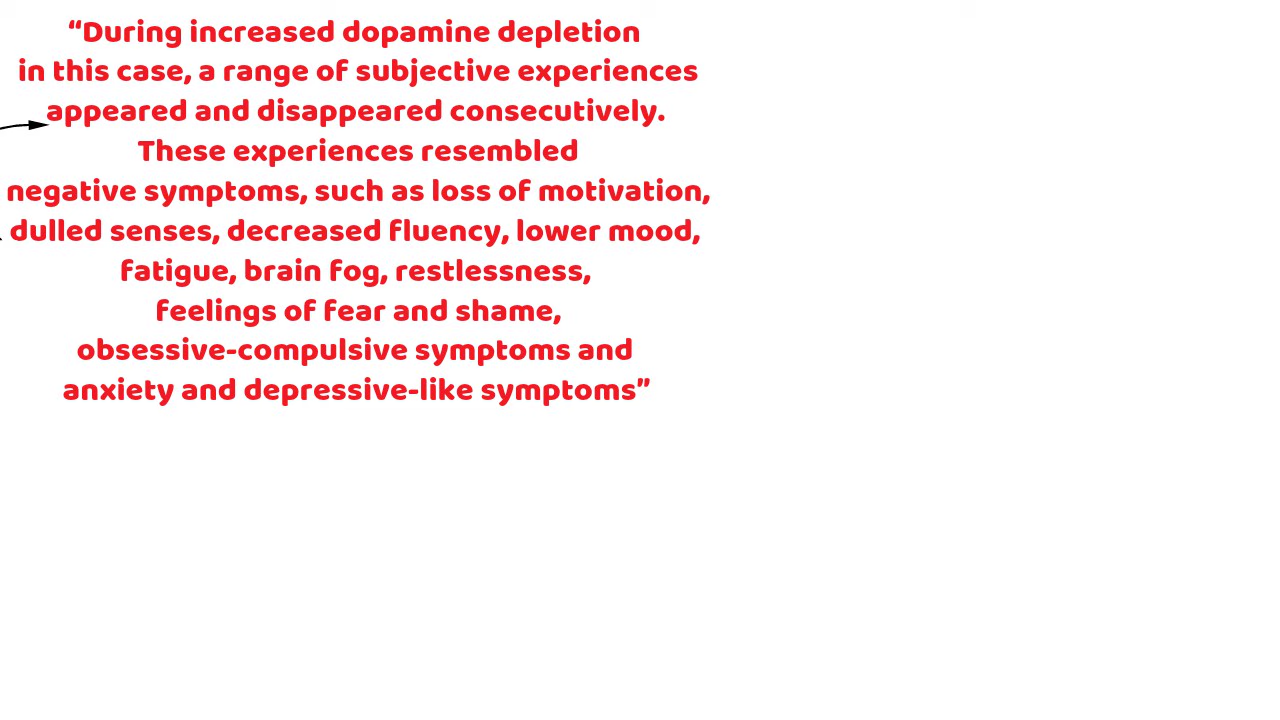 “During increased dopamine depletion
in this case, a range of subjective experiences
appeared and disappeared consecutively.
These experiences resembled
negative symptoms, such as loss of motivation,
dulled senses, decreased fluency, lower mood,
fatigue, brain fog, restlessness,
feelings of fear and shame,
obsessive-compulsive symptoms and
anxiety and depressive-like symptoms”